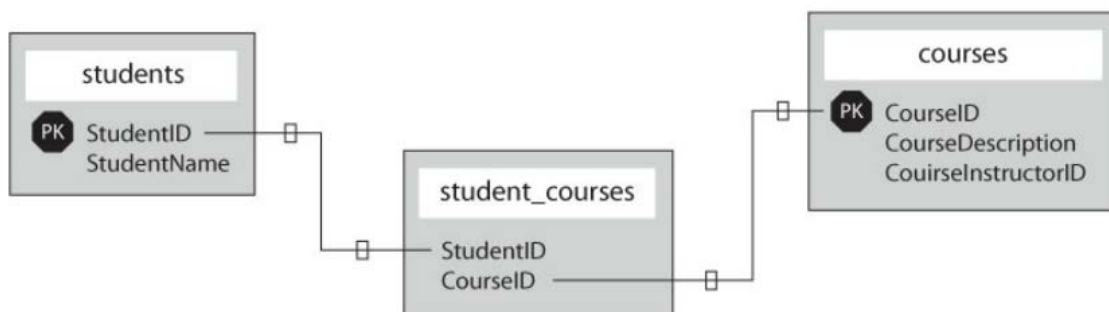 students
PK StudentID
StudentName
student_courses
StudentID
CourseID
courses
PK CourseID
CourseDescription
CouirseInstructorID